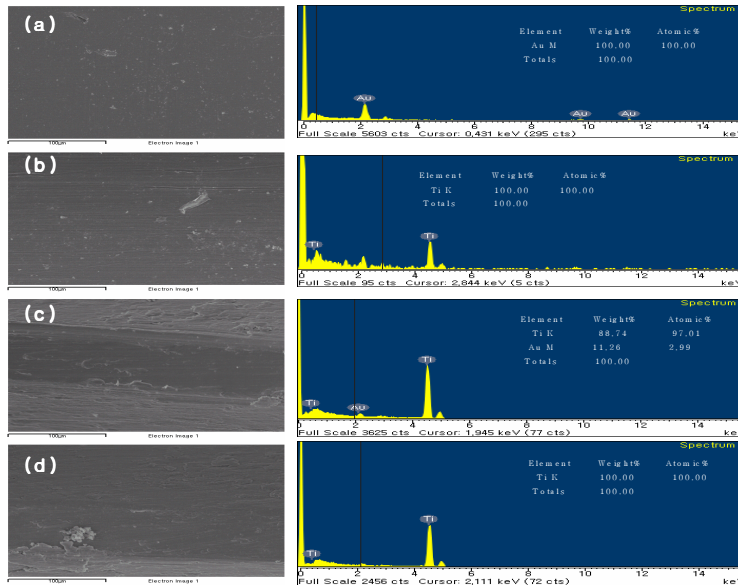 (a)
100μm Electron Image 1
Spectrum
Element Weight% Atomic%
Au M 100,00 100,00
Totals 100,00
Au
Au Au
0 2 4 6 8 10 12 14 keV
Full Scale 5603 cts Cursor: 0,431 keV (295 cts)
(b)
100μm Electron Image 1
Spectrum
Element Weight% Atomic%
Ti K 100,00 100,00
Totals 100,00
Ti Ti
0 2 4 6 8 10 12 14 keV
Full Scale 95 cts Cursor: 2,844 keV (5 cts)
(c)
100μm Electron Image 1
Spectrum
Element Weight% Atomic%
Ti K 88,74 97,01
Au M 11,26 2,99
Totals 100,00
Ti
Ti Au
0 2 4 6 8 10 12 14 ke
Full Scale 3625 cts Cursor: 1,945 keV (77 cts)
(d)
100μm Electron Image 1
Spectrum
Element Weight% Atomic%
Ti K 100,00 100,00
Totals 100,00
Ti
Ti
0 2 4 6 8 10 12 14 ke
Full Scale 2456 cts Cursor: 2,111 keV (72 cts)